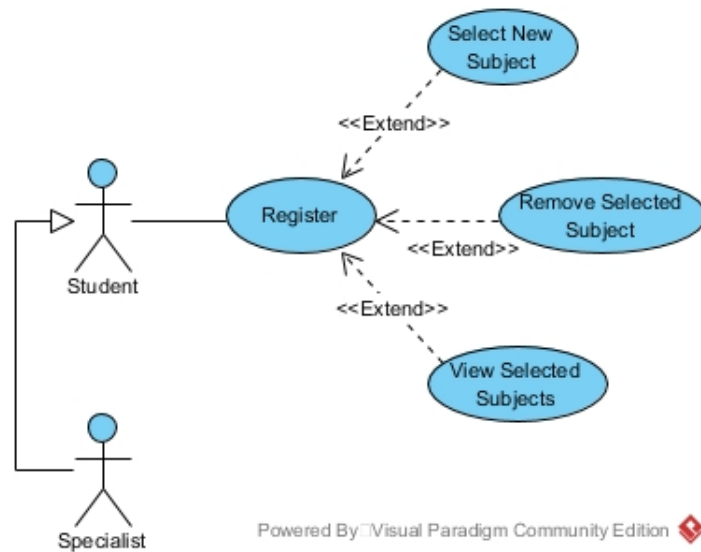 Select New
Subject
<<Extend>>
Register
Remove Selected
Subject
<<Extend>>
Student
<<Extend>>
View Selected
Subjects
Specialist
Powered By Visual Paradigm Community Edition